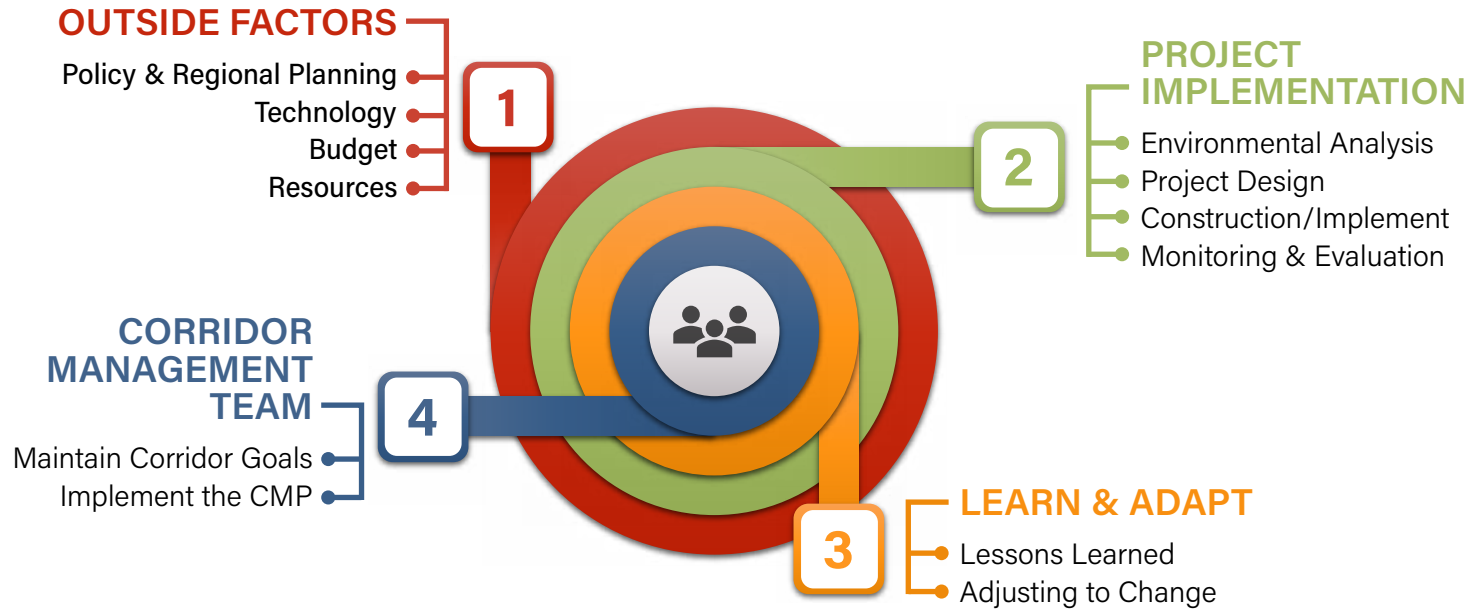 OUTSIDE FACTORS
Policy & Regional Planning
Technology
Budget
Resources
1
PROJECT
IMPLEMENTATION
Environmental Analysis
Project Design
Construction/Implement
Monitoring & Evaluation
2
LEARN & ADAPT
Lessons Learned
Adjusting to Change
3
CORRIDOR
MANAGEMENT
TEAM
Maintain Corridor Goals
Implement the CMP
4